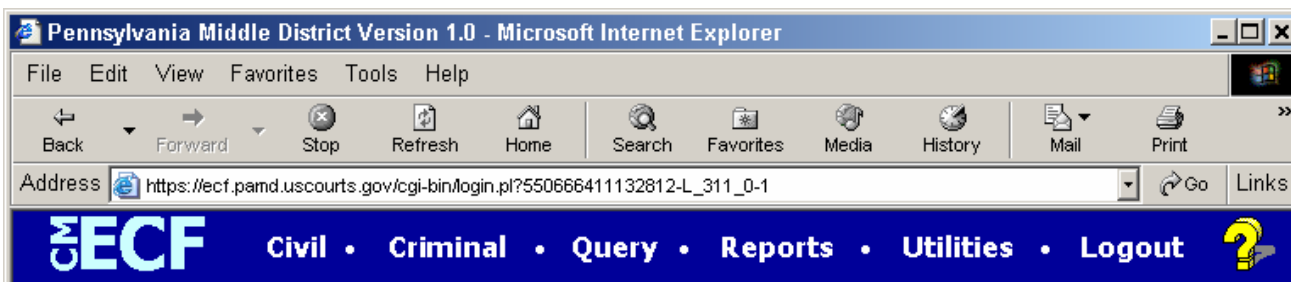 Pennsylvania Middle District Version 1.0 - Microsoft Internet Explorer
File Edit View Favorites Tools Help
Back Forward Stop Refresh Home Search Favorites Media History Mail Print »
Address https://ecf.pamd.uscourts.gov/cgi-bin/login.pl?550666411132812-L_311_0-1 Go Links
CM ECF Civil • Criminal • Query • Reports • Utilities • Logout ?